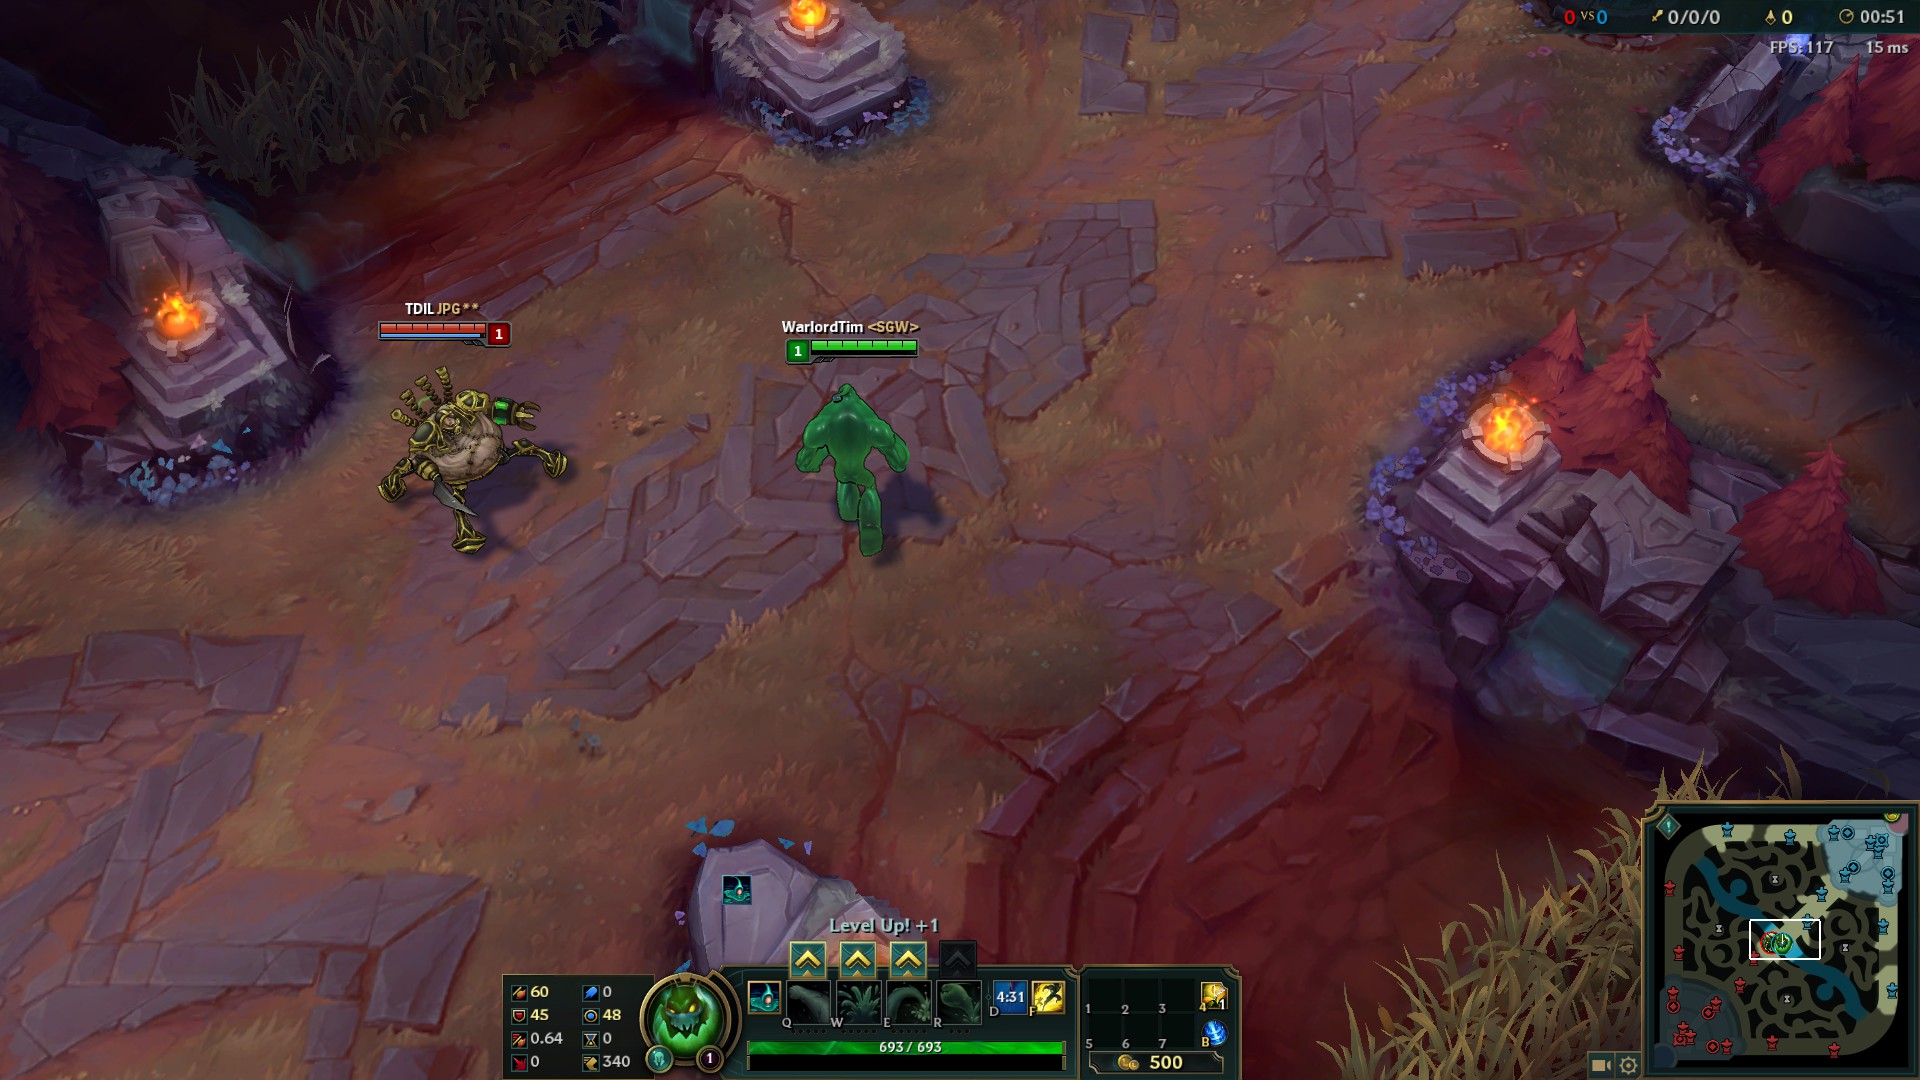 0 VS 0 0/0/0 0 00:51
FPS: 117 15 ms
TDIL JPG**
1
WarlordTim <SGW>
1
Level Up! +1
60 0
45 48
0.64 0
0 340
1
Q W E R
4:31
D F
693 / 693
1 2 3 4 1
5 6 7 B
500